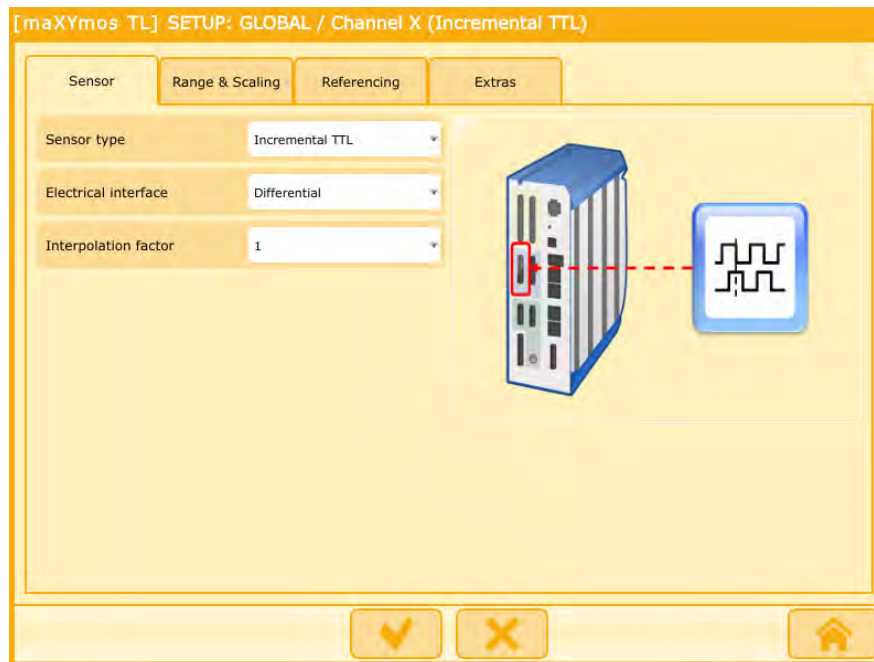 [maXYmos TL] SETUP: GLOBAL / Channel X (Incremental TTL)
Sensor Range & Scaling Referencing Extras
Sensor type Incremental TTL
Electrical interface Differential
Interpolation factor 1